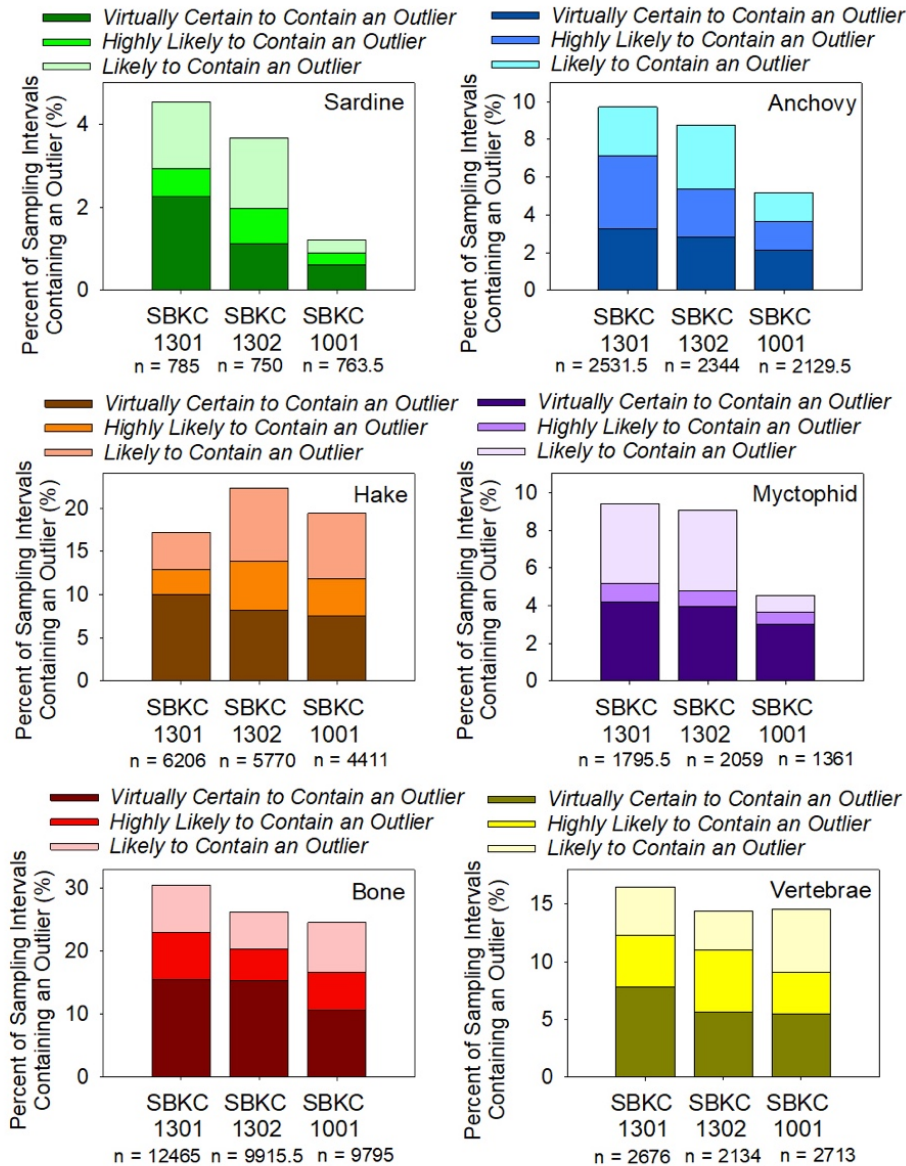 Virtually Certain to Contain an Outlier
Highly Likely to Contain an Outlier
Likely to Contain an Outlier
Percent of Sampling Intervals
Containing an Outlier (%)
Sardine
4
2
0
SBKC SBKC SBKC
1301 1302 1001
n = 785 n = 750 n = 763.5
Virtually Certain to Contain an Outlier
Highly Likely to Contain an Outlier
Likely to Contain an Outlier
Percent of Sampling Intervals
Containing an Outlier (%)
Anchovy
10
8
6
4
2
0
SBKC SBKC SBKC
1301 1302 1001
n = 2531.5 n = 2344 n = 2129.5
Virtually Certain to Contain an Outlier
Highly Likely to Contain an Outlier
Likely to Contain an Outlier
Percent of Sampling Intervals
Containing an Outlier (%)
Hake
20
15
10
5
0
SBKC SBKC SBKC
1301 1302 1001
n = 6206 n = 5770 n = 4411
Virtually Certain to Contain an Outlier
Highly Likely to Contain an Outlier
Likely to Contain an Outlier
Percent of Sampling Intervals
Containing an Outlier (%)
Myctophid
10
8
6
4
2
0
SBKC SBKC SBKC
1301 1302 1001
n = 1795.5 n = 2059 n = 1361
Virtually Certain to Contain an Outlier
Highly Likely to Contain an Outlier
Likely to Contain an Outlier
Percent of Sampling Intervals
Containing an Outlier (%)
Bone
30
20
10
0
SBKC SBKC SBKC
1301 1302 1001
n = 12465 n = 9915.5 n = 9795
Virtually Certain to Contain an Outlier
Highly Likely to Contain an Outlier
Likely to Contain an Outlier
Percent of Sampling Intervals
Containing an Outlier (%)
Vertebrae
15
10
5
0
SBKC SBKC SBKC
1301 1302 1001
n = 2676 n = 2134 n = 2713